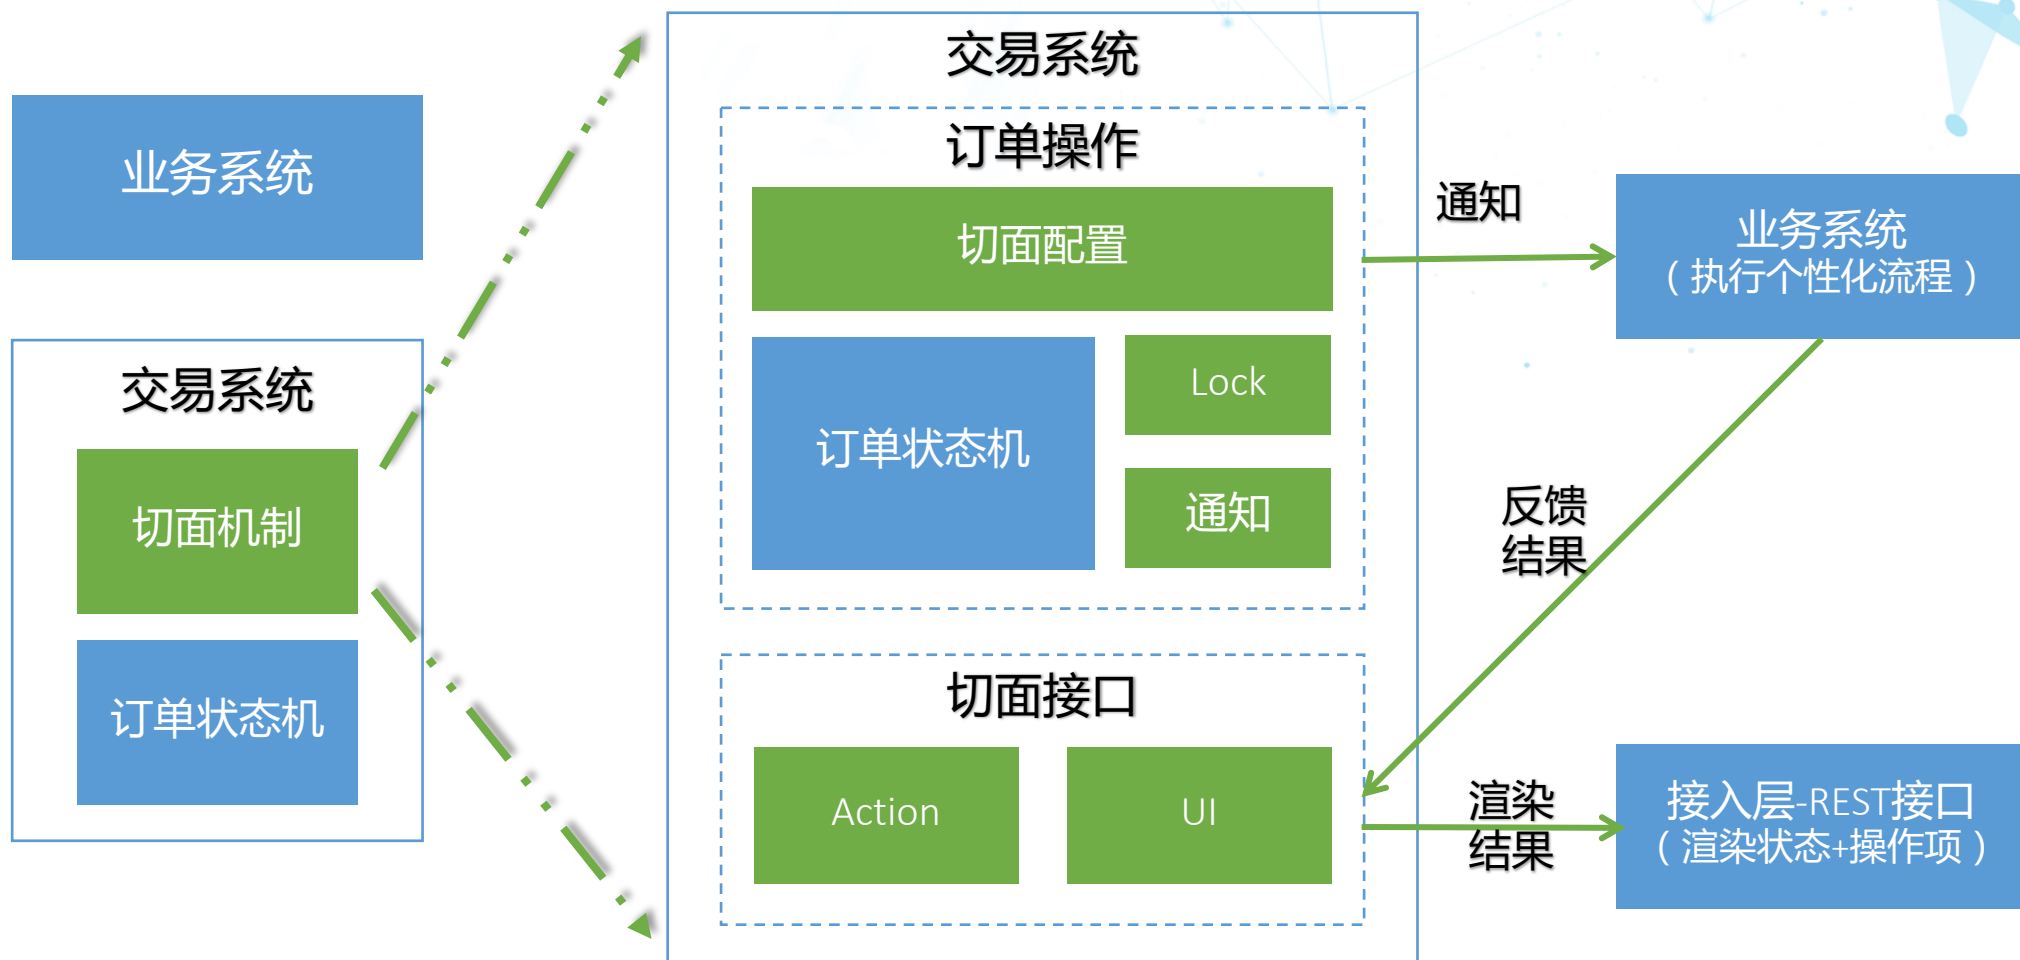 业务系统
交易系统
切面机制
订单状态机
交易系统
订单操作
切面配置
订单状态机
Lock
通知
切面接口
Action
UI
通知
业务系统
（执行个性化流程）
反馈
结果
渲染
结果
接入层-REST接口
（渲染状态+操作项）